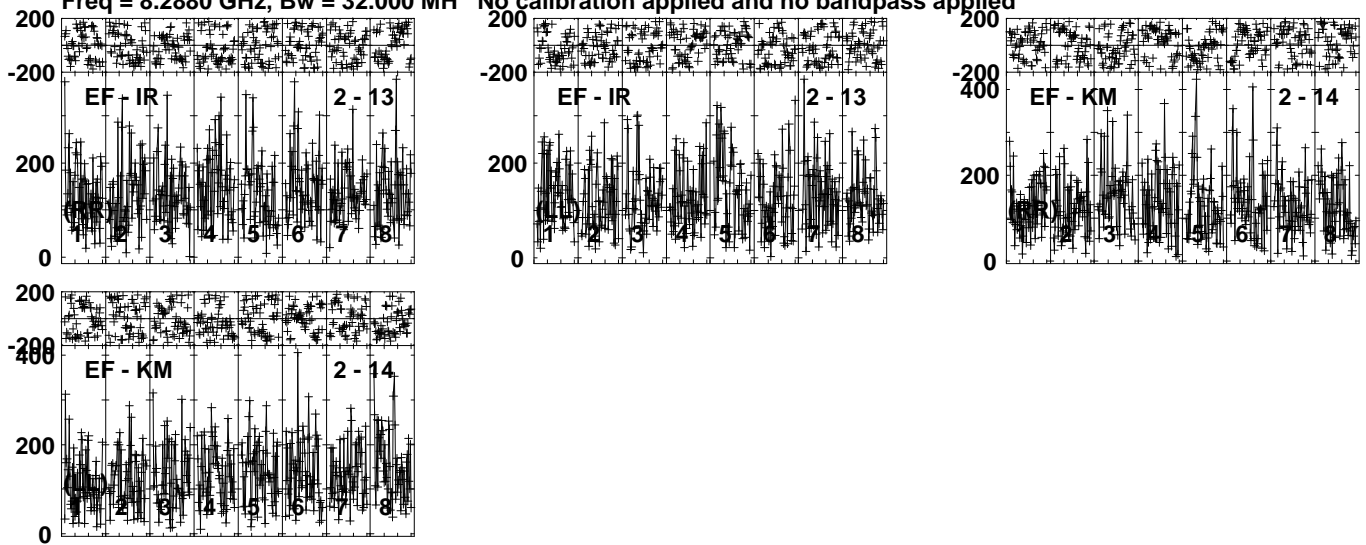 Freq = 8.2880 GHz, Bw = 32.000 MH No calibration applied and no bandpass applied
200
-200
EF - IR 2 - 13
200
(RR)
1 2 3 4 5 6 7 8
0
200
-200
EF - IR 2 - 13
200
(LL)
1 2 3 4 5 6 7 8
0
200
-200
400
EF - KM 2 - 14
200
(RR)
1 2 3 4 5 6 7 8
0
200
-200
400
EF - KM 2 - 14
200
(LL)
1 2 3 4 5 6 7 8
0